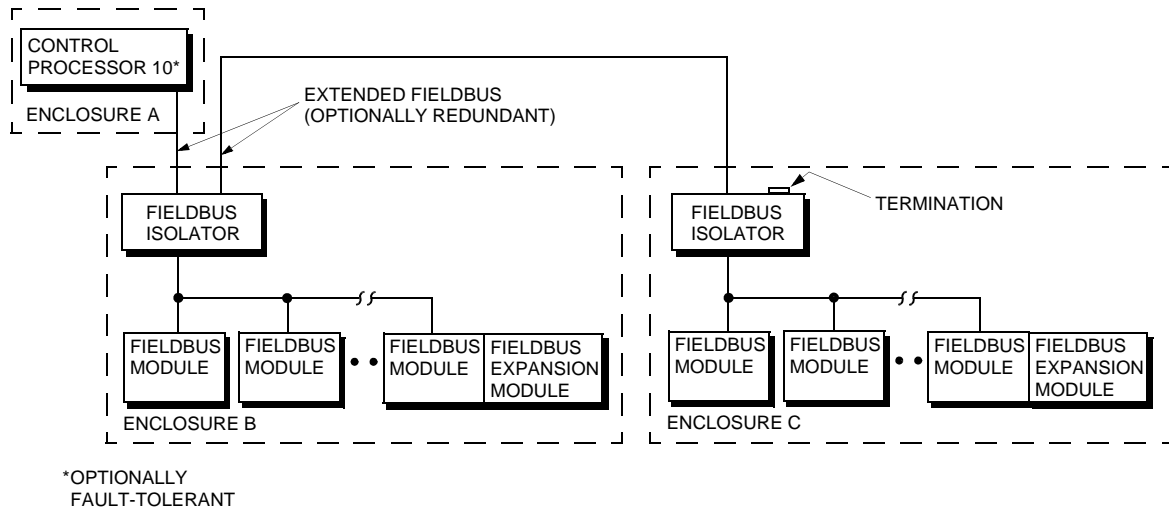 CONTROL
PROCESSOR 10*
ENCLOSURE A
EXTENDED FIELDBUS
(OPTIONALLY REDUNDANT)
FIELDBUS
ISOLATOR
FIELDBUS
MODULE
FIELDBUS
MODULE
FIELDBUS
MODULE
FIELDBUS
EXPANSION
MODULE
ENCLOSURE B
FIELDBUS
ISOLATOR
TERMINATION
FIELDBUS
MODULE
FIELDBUS
MODULE
FIELDBUS
MODULE
FIELDBUS
EXPANSION
MODULE
ENCLOSURE C
*OPTIONALLY
FAULT-TOLERANT